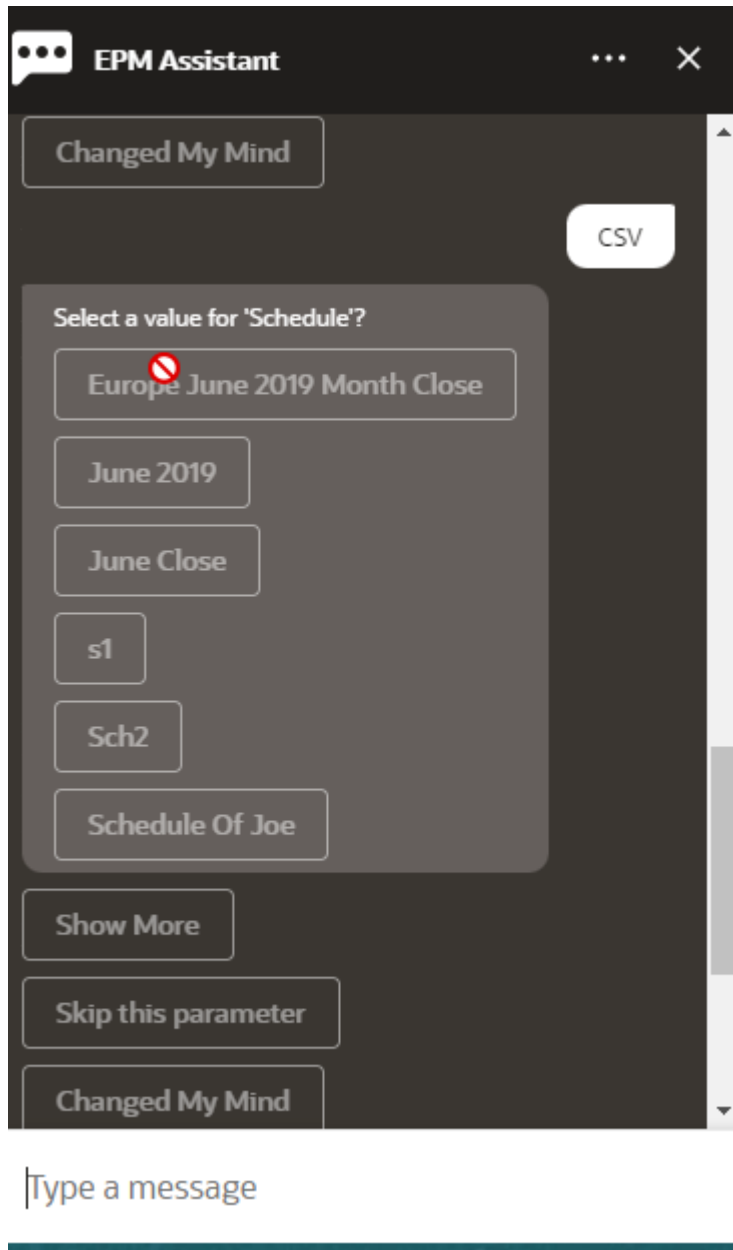 EPM Assistant
Changed My Mind
CSV
Select a value for 'Schedule'?
Europe June 2019 Month Close
June 2019
June Close
s1
Sch2
Schedule Of Joe
Show More
Skip this parameter
Changed My Mind
Type a message